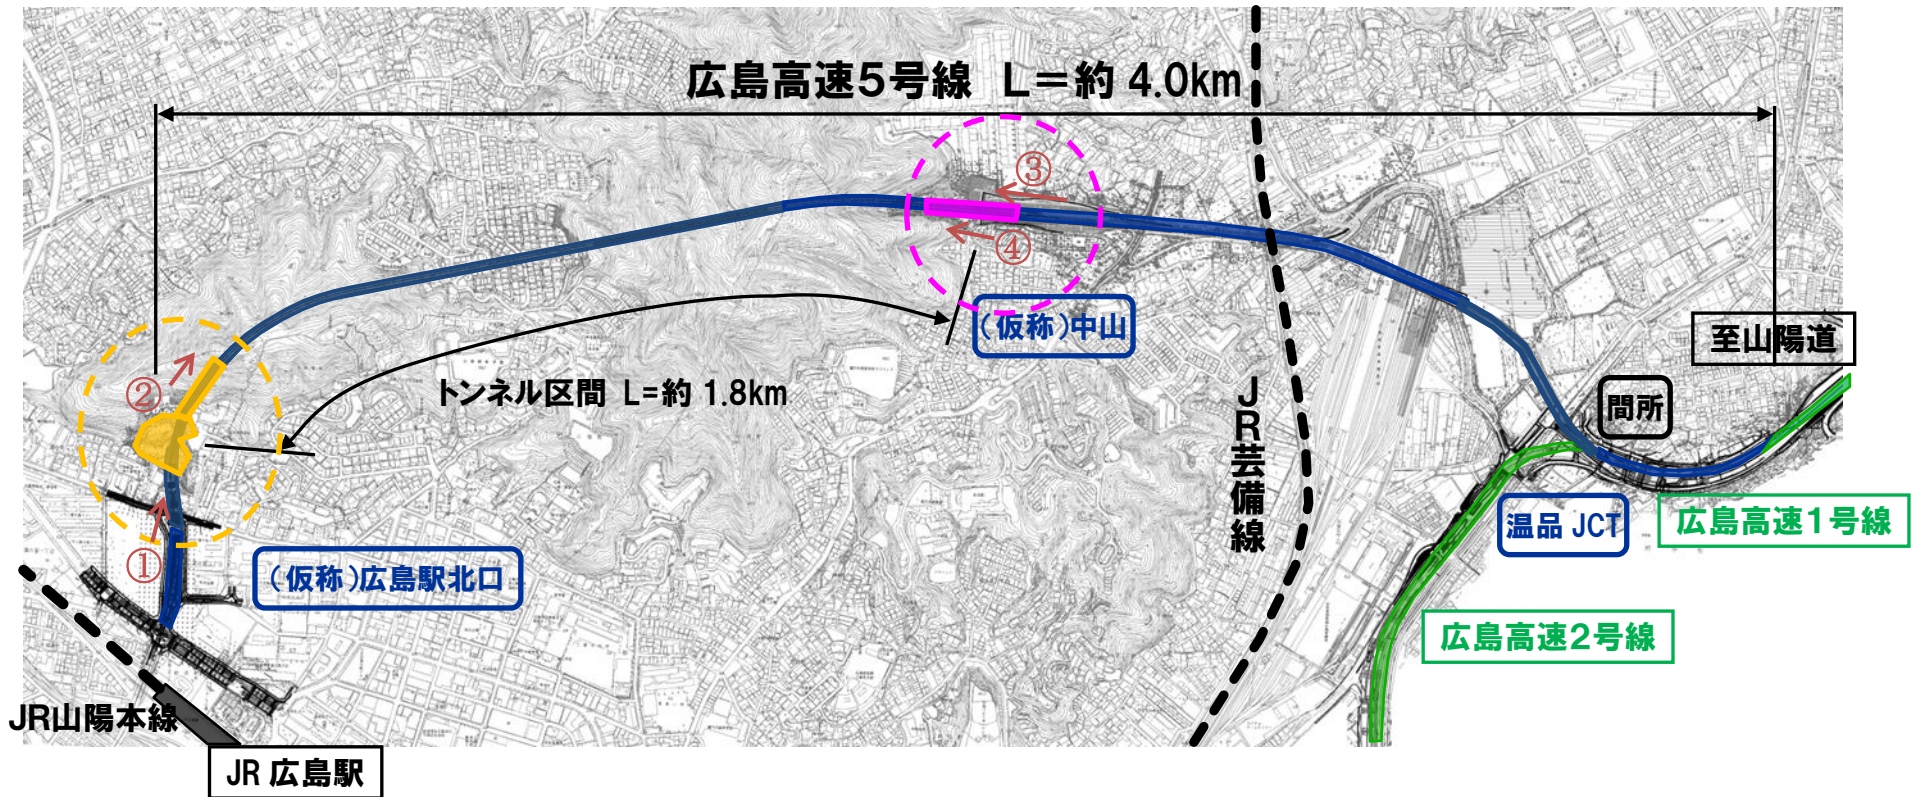 広島高速5号線 L=約 4.0km
③
④
(仮称)中山
至山陽道
②
トンネル区間 L=約 1.8km
JR芸備線
間所
温品 JCT
広島高速1号線
①
(仮称)広島駅北口
広島高速2号線
JR山陽本線
JR 広島駅